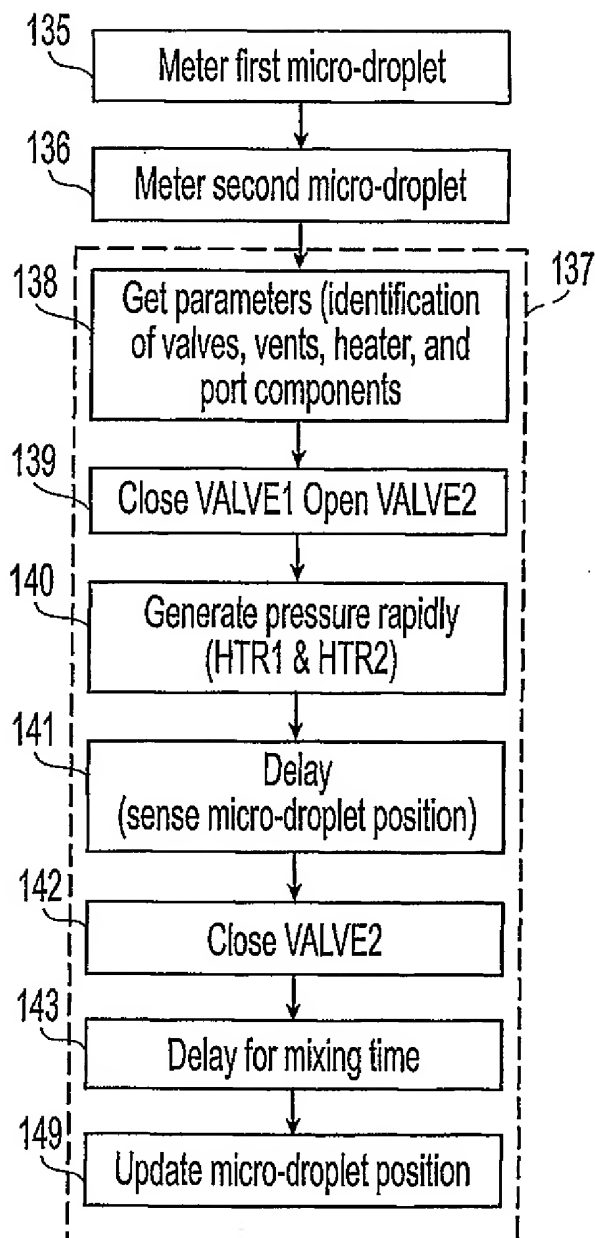 135
Meter first micro-droplet
136
Meter second micro-droplet
137
138
Get parameters (identification
of valves, vents, heater, and
port components
139
Close VALVE1 Open VALVE2
140
Generate pressure rapidly
(HTR1 & HTR2)
141
Delay
(sense micro-droplet position)
142
Close VALVE2
143
Delay for mixing time
149
Update micro-droplet position